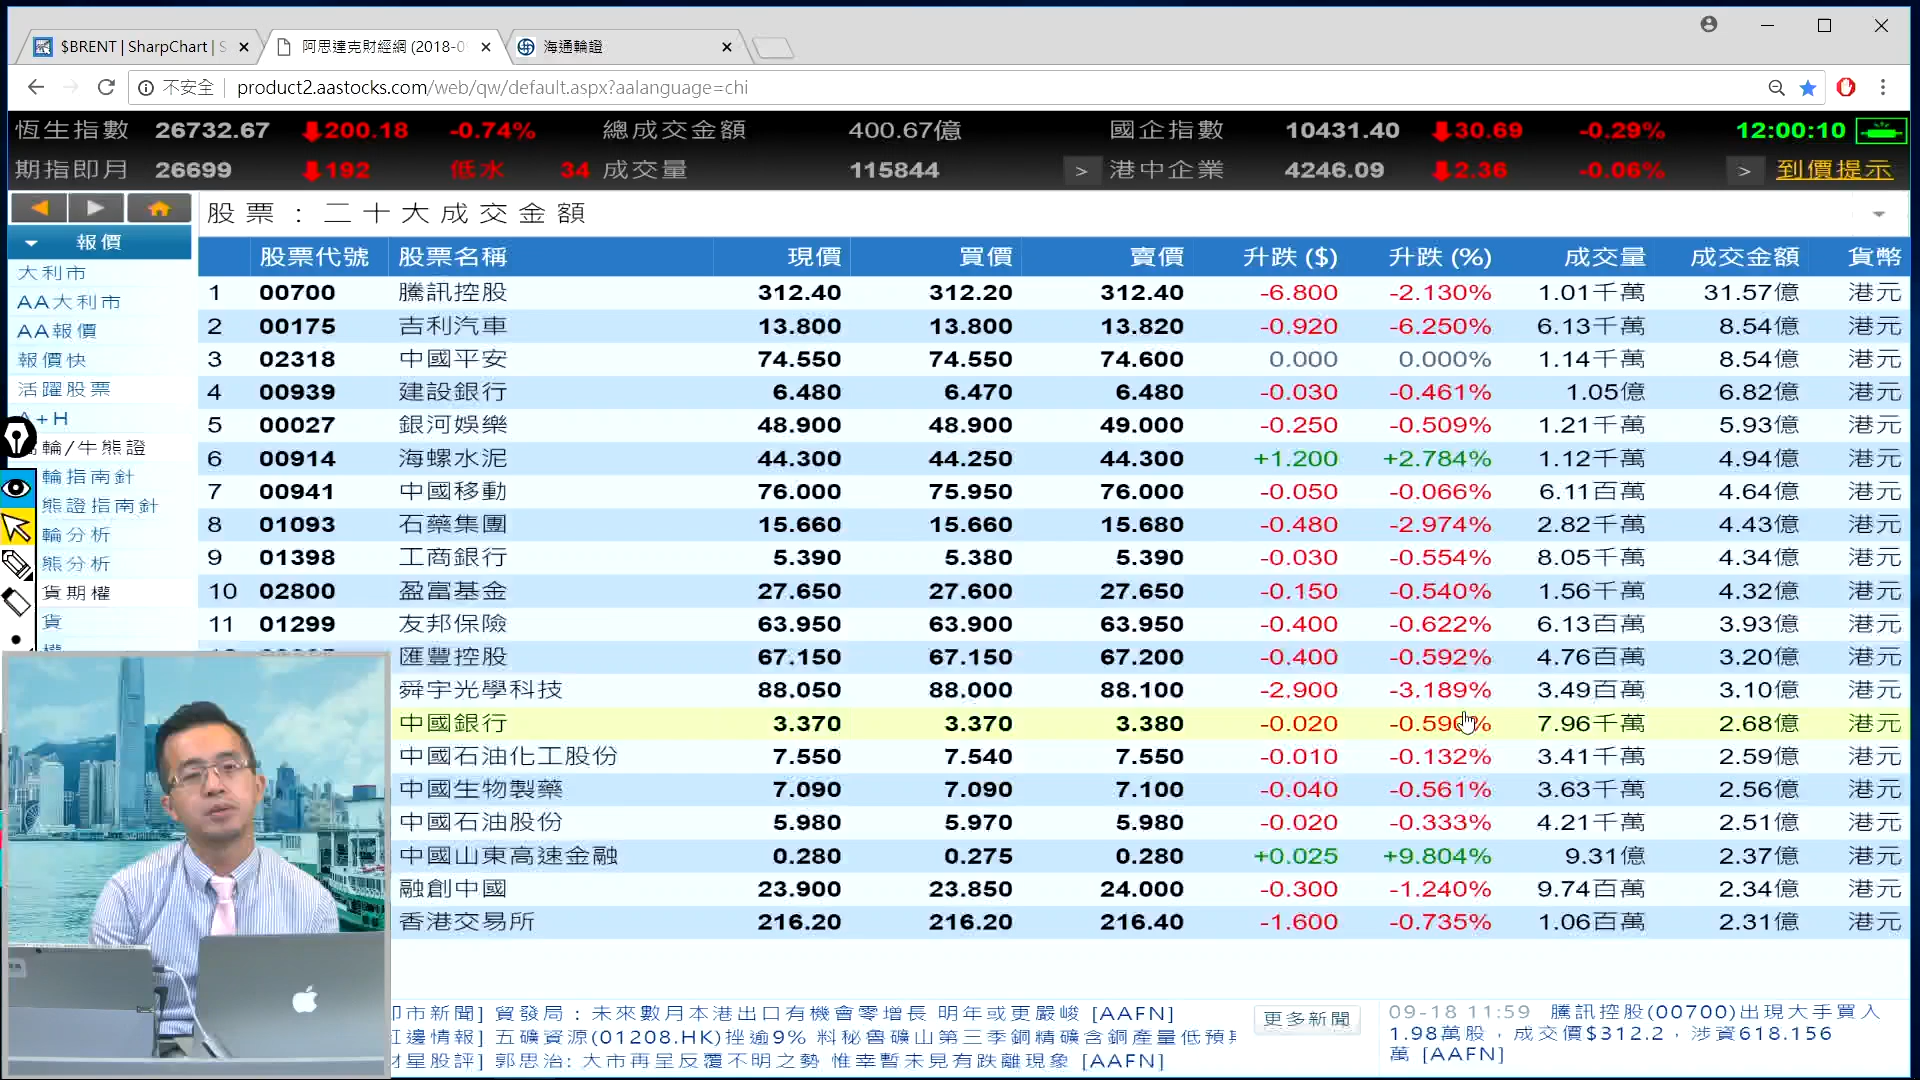 $BRENT | SharpChart | S
阿思達克財經網 (2018-0
海通輪證
不安全 product2.aastocks.com/web/qw/default.aspx?aalanguage=chi
恆生指數 26732.67 200.18 -0.74% 總成交金額 400.67億 國企指數 10431.40 30.69 -0.29% 12:00:10
期指即月 26699 192 低水 34 成交量 115844 > 港中企業 4246.09 2.36 -0.06% > 到價提示
股票：二十大成交金額
報價
大利市
AA大利市
AA報價
報價快
活躍股票
A+H
輪/牛熊證
輪指南針
熊證指南針
輪分析
熊分析
貨期權
貨
股票代號 股票名稱 現價 買價 賣價 升跌 ($) 升跌 (%) 成交量 成交金額 貨幣
1 00700 騰訊控股 312.40 312.20 312.40 -6.800 -2.130% 1.01千萬 31.57億 港元
2 00175 吉利汽車 13.800 13.800 13.820 -0.920 -6.250% 6.13千萬 8.54億 港元
3 02318 中國平安 74.550 74.550 74.600 0.000 0.000% 1.14千萬 8.54億 港元
4 00939 建設銀行 6.480 6.470 6.480 -0.030 -0.461% 1.05億 6.82億 港元
5 00027 銀河娛樂 48.900 48.900 49.000 -0.250 -0.509% 1.21千萬 5.93億 港元
6 00914 海螺水泥 44.300 44.250 44.300 +1.200 +2.784% 1.12千萬 4.94億 港元
7 00941 中國移動 76.000 75.950 76.000 -0.050 -0.066% 6.11百萬 4.64億 港元
8 01093 石藥集團 15.660 15.660 15.680 -0.480 -2.974% 2.82千萬 4.43億 港元
9 01398 工商銀行 5.390 5.380 5.390 -0.030 -0.554% 8.05千萬 4.34億 港元
10 02800 盈富基金 27.650 27.600 27.650 -0.150 -0.540% 1.56千萬 4.32億 港元
11 01299 友邦保險 63.950 63.900 63.950 -0.400 -0.622% 6.13百萬 3.93億 港元
匯豐控股 67.150 67.150 67.200 -0.400 -0.592% 4.76百萬 3.20億 港元
舜宇光學科技 88.050 88.000 88.100 -2.900 -3.189% 3.49百萬 3.10億 港元
中國銀行 3.370 3.370 3.380 -0.020 7.96千萬 2.68億 港元
中國石油化工股份 7.550 7.540 7.550 -0.010 -0.132% 3.41千萬 2.59億 港元
中國生物製藥 7.090 7.090 7.100 -0.040 -0.561% 3.63千萬 2.56億 港元
中國石油股份 5.980 5.970 5.980 -0.020 -0.333% 4.21千萬 2.51億 港元
中國山東高速金融 0.280 0.275 0.280 +0.025 +9.804% 9.31億 2.37億 港元
融創中國 23.900 23.850 24.000 -0.300 -1.240% 9.74百萬 2.34億 港元
香港交易所 216.20 216.20 216.40 -1.600 -0.735% 1.06百萬 2.31億 港元
市新聞] 貿發局：未來數月本港出口有機會零增長 明年或更嚴峻 [AAFN]
邊情報] 五礦資源(01208.HK)挫逾9% 料秘魯礦山第三季銅精礦含銅產量低預
星股評] 郭思治: 大市再呈反覆不明之勢 惟幸暫未見有跌離現象 [AAFN]
更多新聞
09-18 11:59 騰訊控股(00700)出現大手買入
1.98萬股，成交價$312.2，涉資618.156
萬 [AAFN]